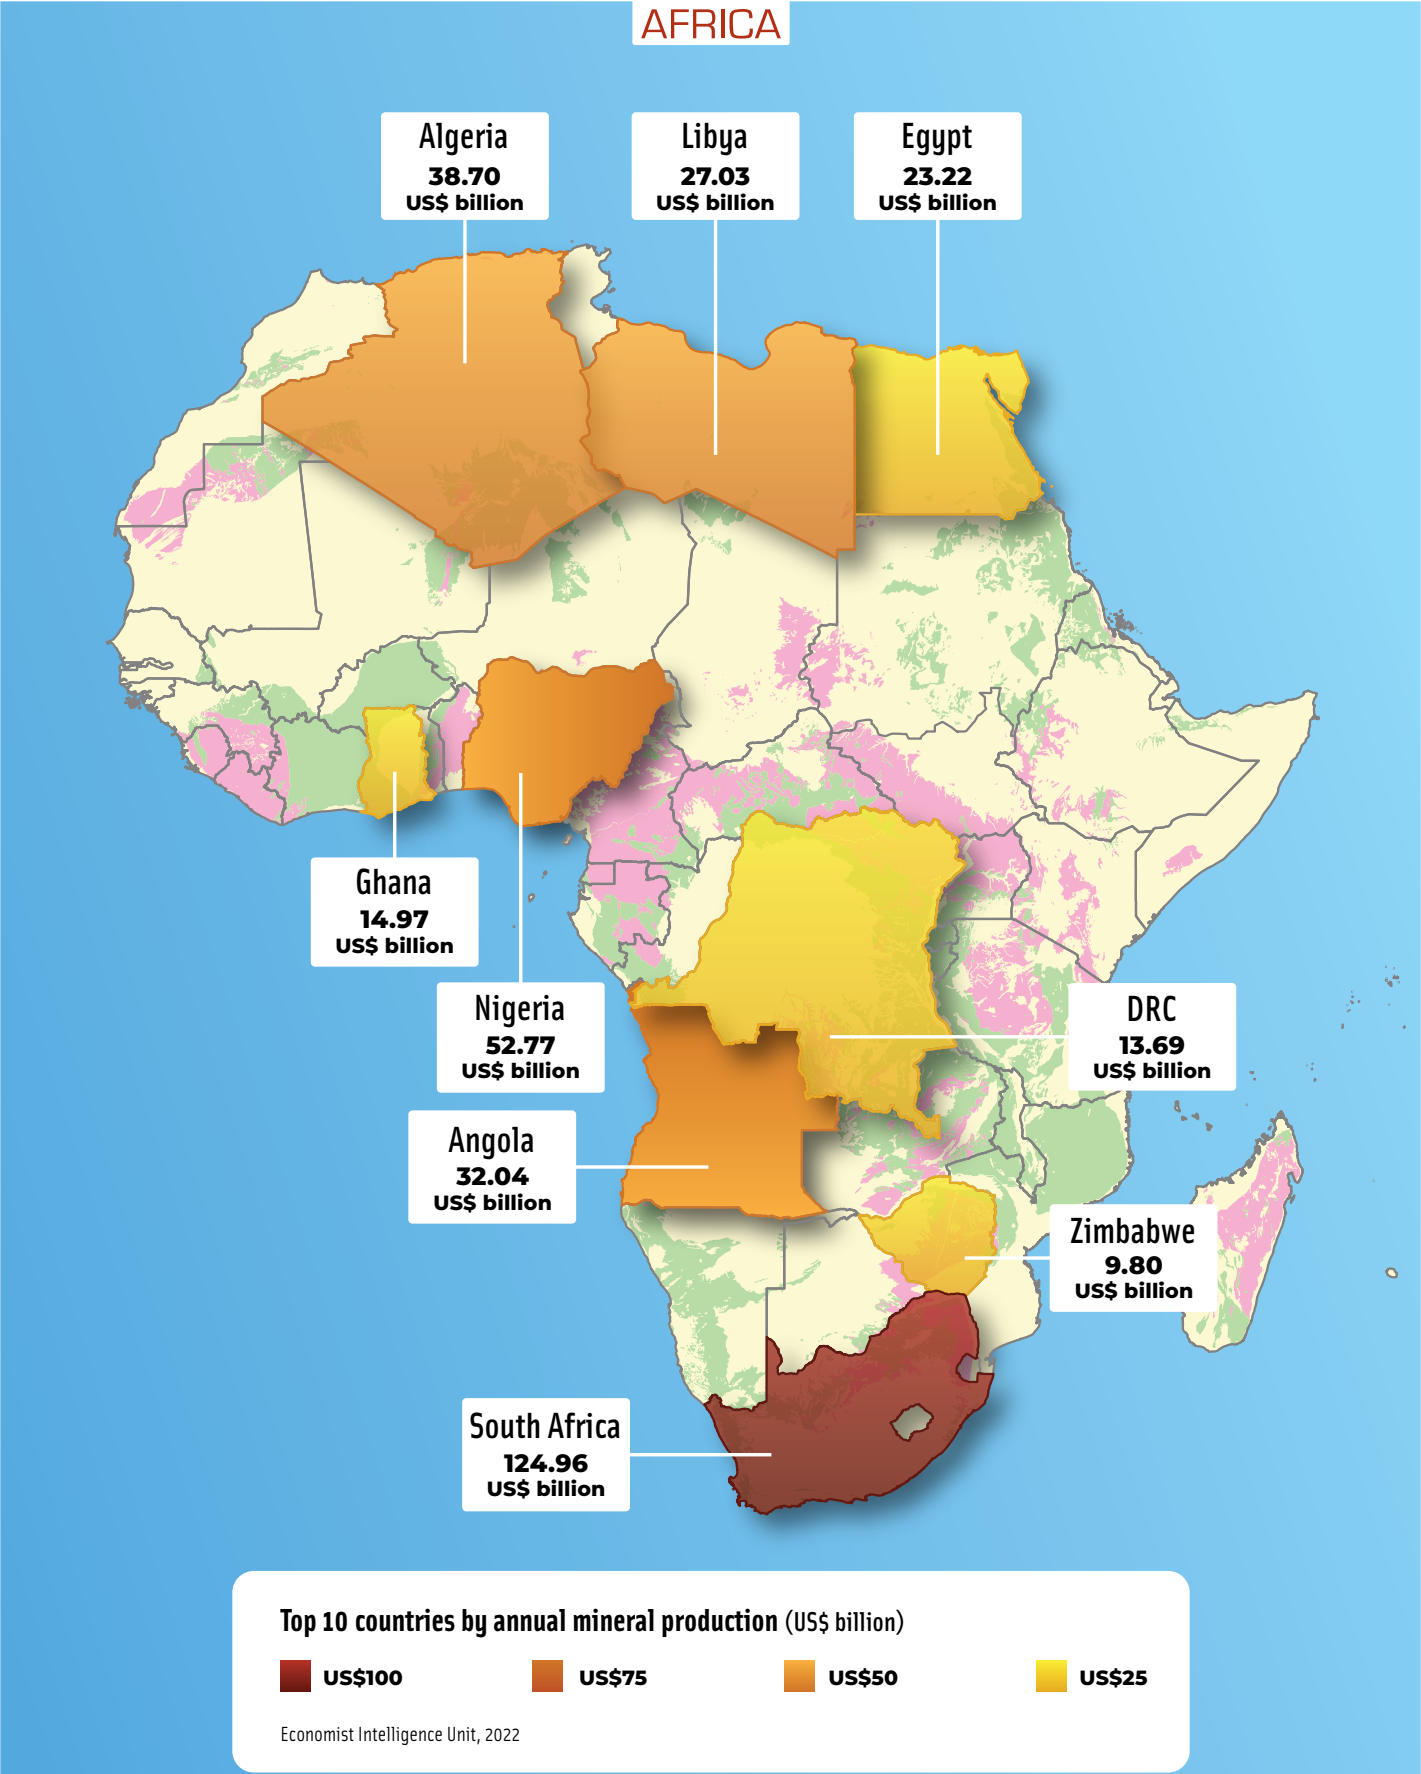 AFRICA
Algeria
38.70
US$ billion
Libya
27.03
US$ billion
Egypt
23.22
US$ billion
Ghana
14.97
US$ billion
Nigeria
52.77
US$ billion
DRC
13.69
US$ billion
Angola
32.04
US$ billion
Zimbabwe
9.80
US$ billion
South Africa
124.96
US$ billion
Top 10 countries by annual mineral production (US$ billion)
US$100
US$75
US$50
US$25
Economist Intelligence Unit, 2022